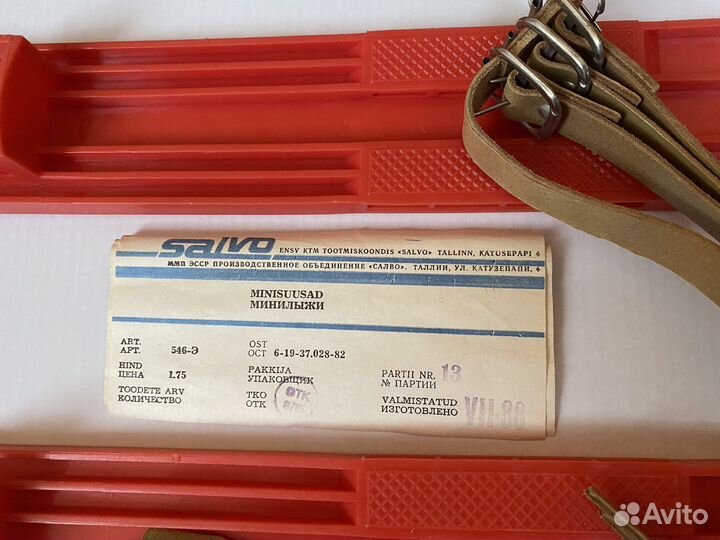 salvo
ENSV KTM TOOTMISKOONDIS «SALVO» TALLINN, KATUSEPAPI 4
ММП ЭССР ПРОИЗВОДСТВЕННОЕ ОБЪЕДИНЕНИЕ «САЛВО». ТАЛЛИН, УЛ. КАТУЗЕПАПИ, 4
MINISUUSAD
МИНИЛЫЖИ
ART.
АРТ. 546-Э
OST
ОСТ 6-19-37.028-82
HIND
ЦЕНА 1.75
PAKKIJA
УПАКОВЩИК
PARTII NR. 13
№ ПАРТИИ
TOODETE ARV
КОЛИЧЕСТВО
TKO
ОТК
ОТК
VALMISTATUD
ИЗГОТОВЛЕНО VII 88
Avito